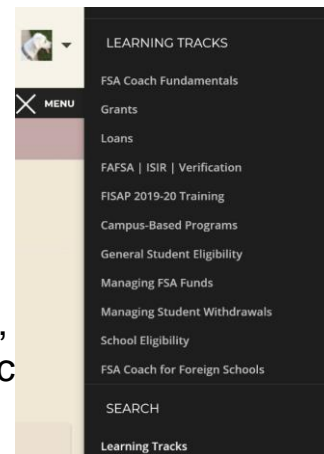 LEARNING TRACKS
FSA Coach Fundamentals
MENU
Grants
Loans
FAFSA | ISIR | Verification
FISAP 2019-20 Training
Campus-Based Programs
General Student Eligibility
Managing FSA Funds
Managing Student Withdrawals
,
School Eligibility
c
FSA Coach for Foreign Schools
SEARCH
Learning Tracks